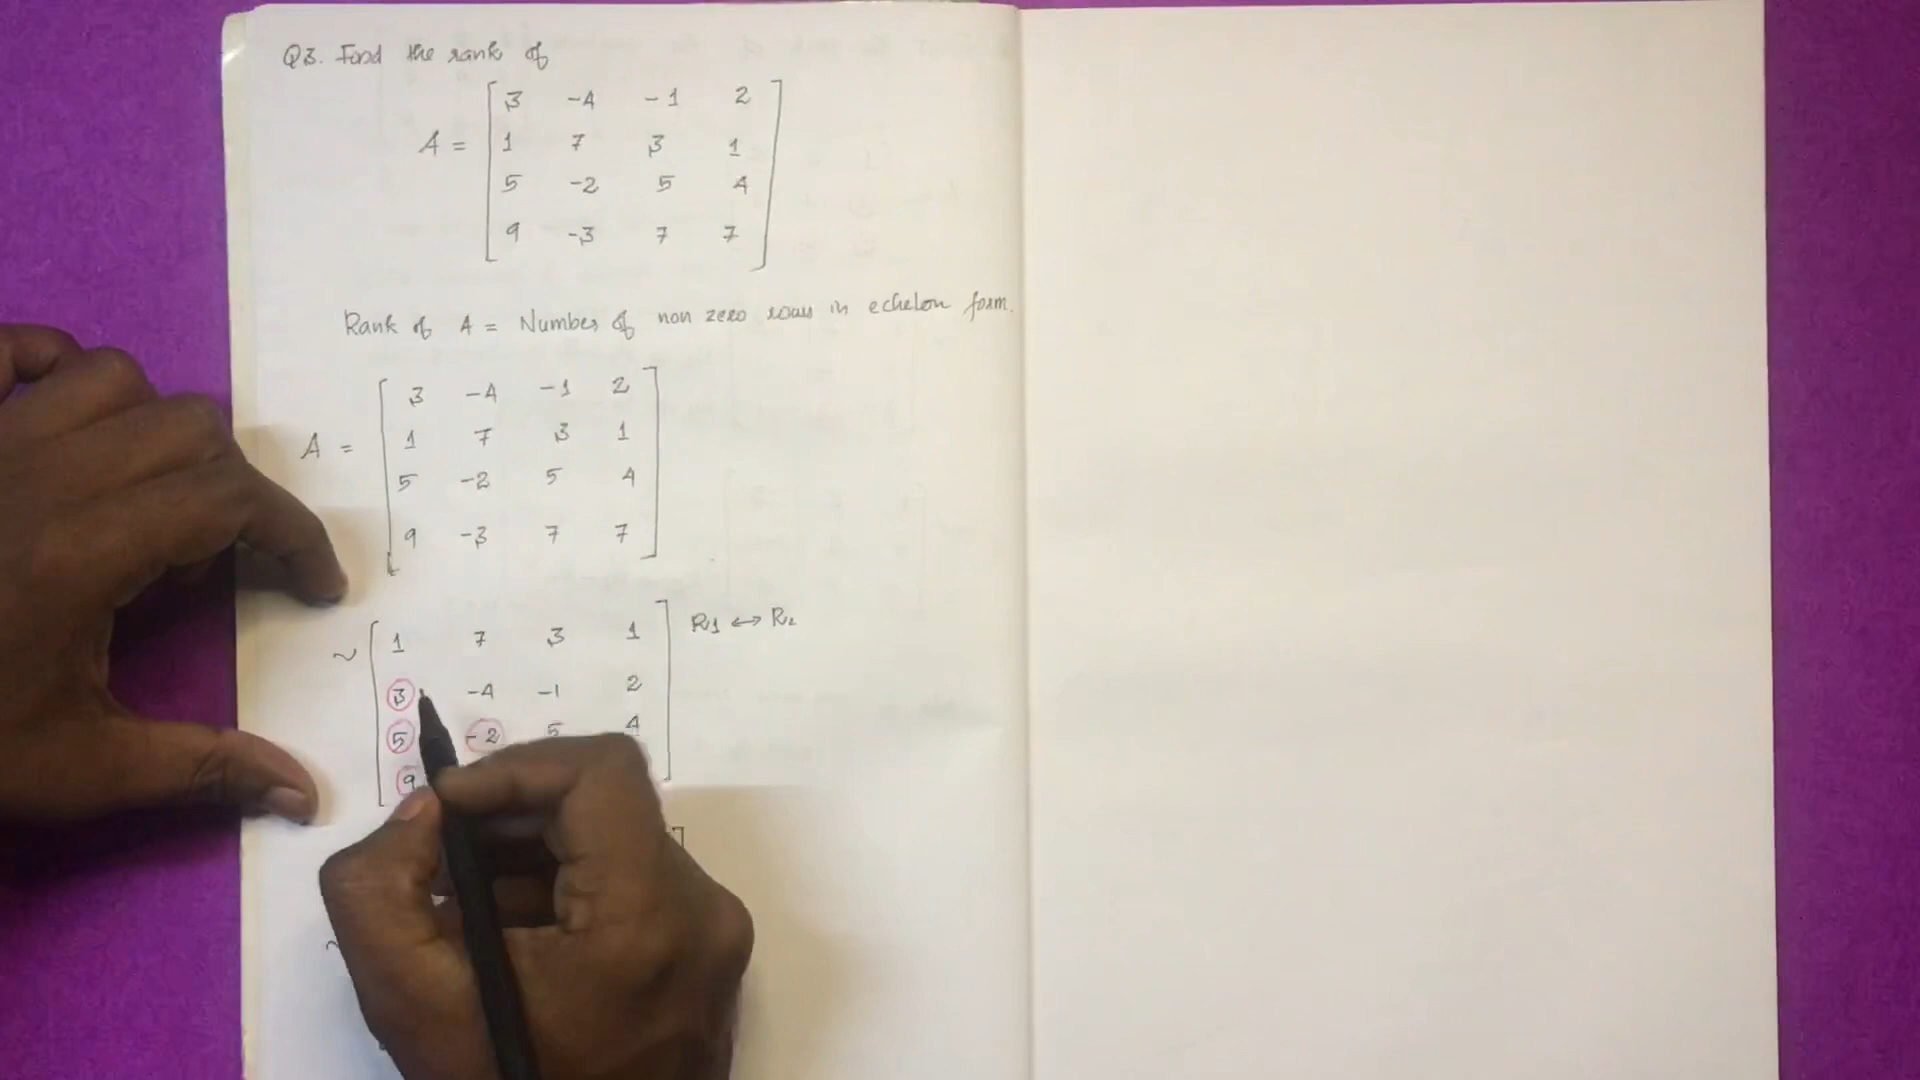 Q3. Find the rank of
3 -4 -1 2
A = 1 7 3 1
5 -2 5 4
9 -3 7 7
Rank of A = Number of non zero rows in echelon form.
3 -4 -1 2
A = 1 7 3 1
5 -2 5 4
9 -3 7 7
~ 1 7 3 1 R1 ↔ R2
3 -4 -1 2
5 -2 5 4
9
~